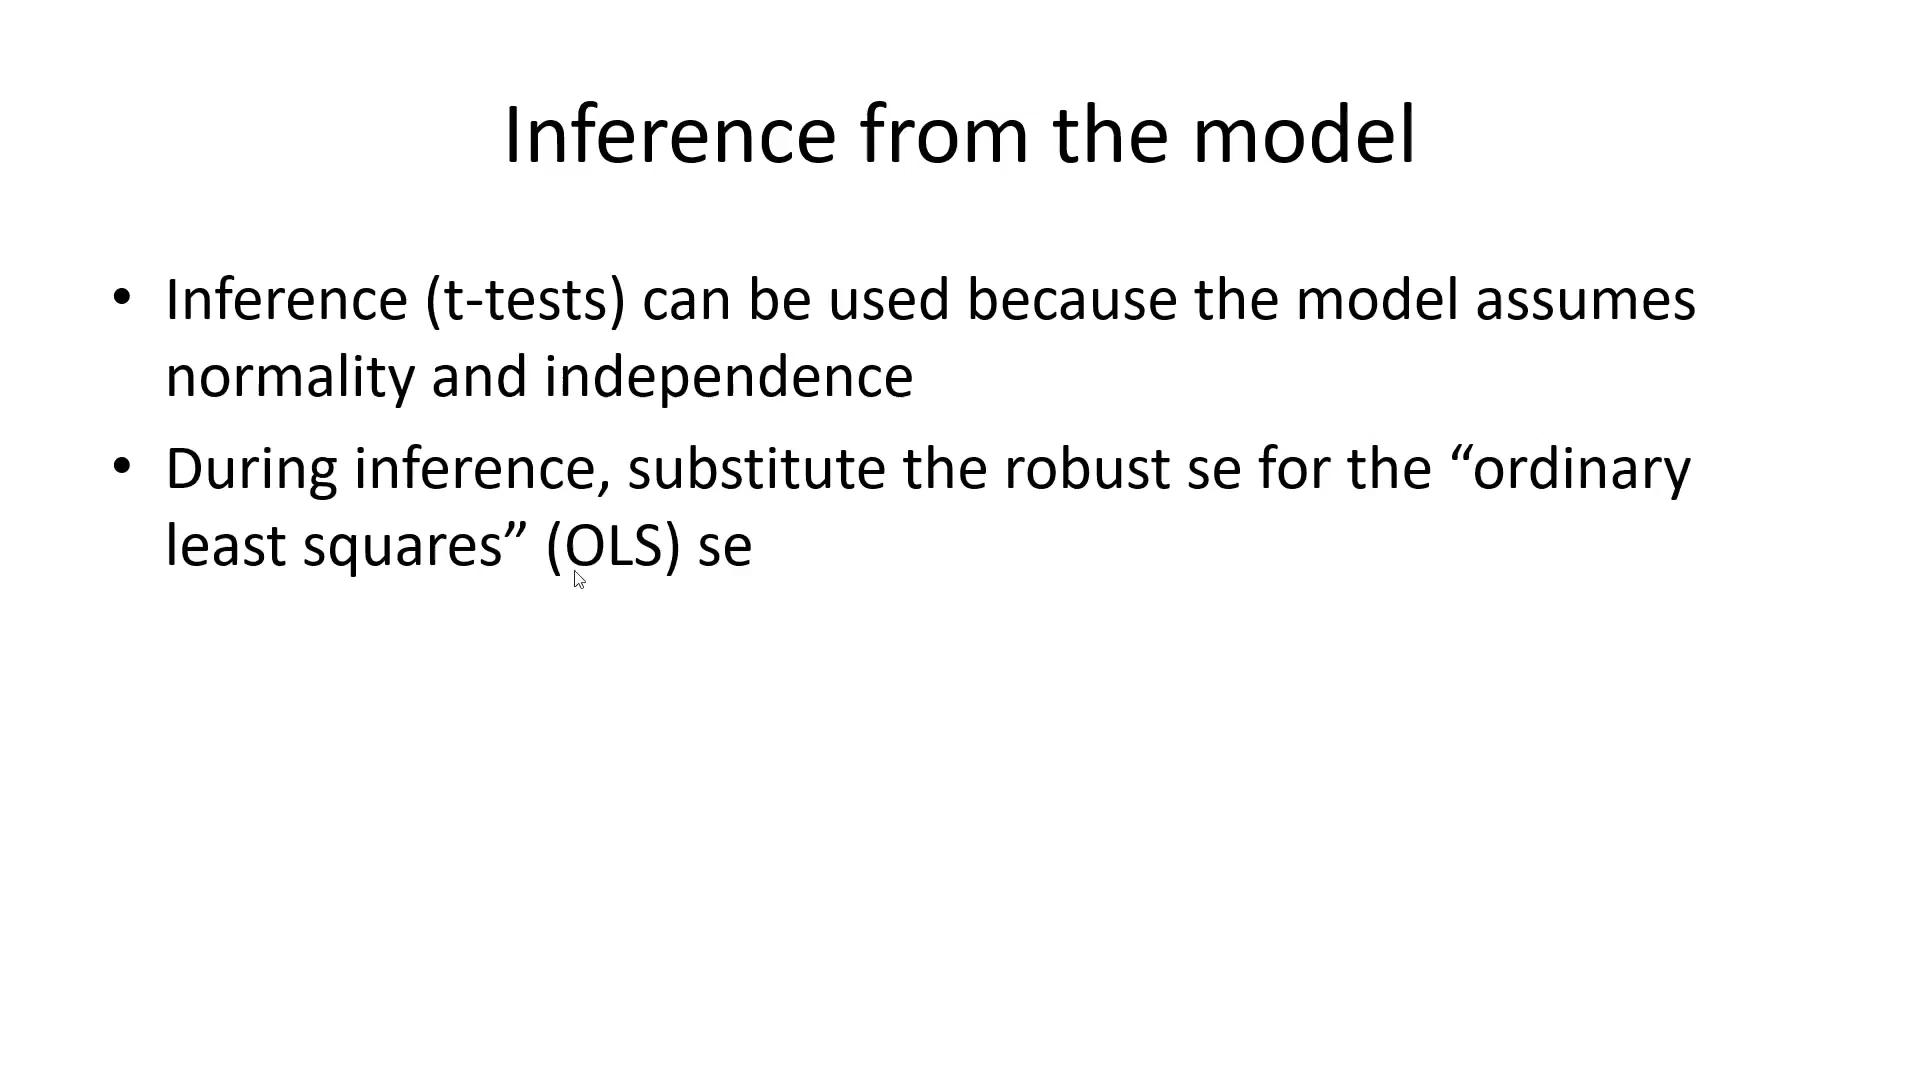 Inference from the model
• Inference (t-tests) can be used because the model assumes
normality and independence
• During inference, substitute the robust se for the “ordinary
least squares” (OLS) se